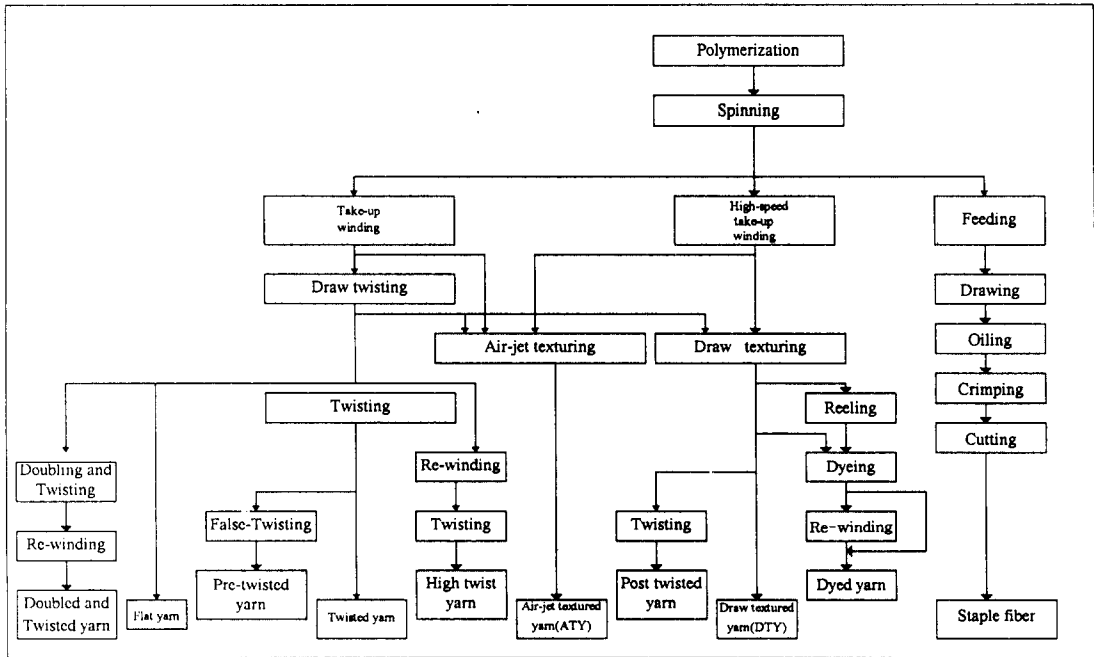 Polymerization
Spinning
Take-up
winding
High-speed
take-up
winding
Feeding
Draw twisting
Drawing
Air-jet texturing
Draw texturing
Oiling
Crimping
Twisting
Reeling
Cutting
Doubling and
Twisting
Re-winding
Dyeing
False-Twisting
Twisting
Twisting
Re-winding
Re-winding
Pre-twisted
yarn
High twist
yarn
Post twisted
yarn
Dyed yarn
Doubled and
Twisted yarn
Flat yarn
Twisted yarn
Air-jet textured
yarn(ATY)
Draw textured
yarn(DTY)
Staple fiber